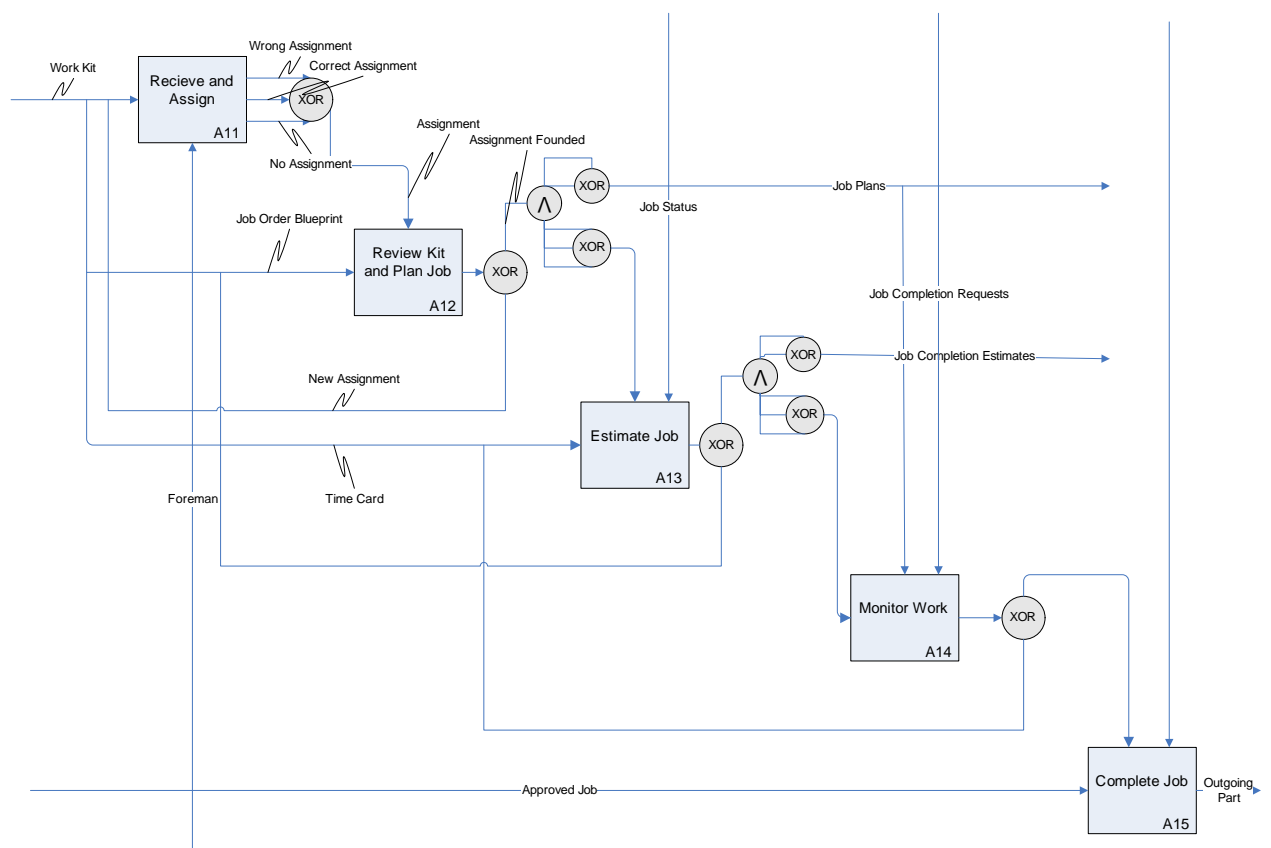 Wrong Assignment
Work Kit
Correct Assignment
Recieve and
Assign
A11
XOR
No Assignment
Assignment
Assignment Founded
XOR
Job Plans
Λ
Job Status
Job Order Blueprint
XOR
Review Kit
and Plan Job
A12
XOR
Job Completion Requests
XOR
Job Completion Estimates
Λ
New Assignment
XOR
Estimate Job
A13
XOR
Foreman
Time Card
Monitor Work
A14
XOR
Complete Job
A15
Approved Job
Outgoing
Part